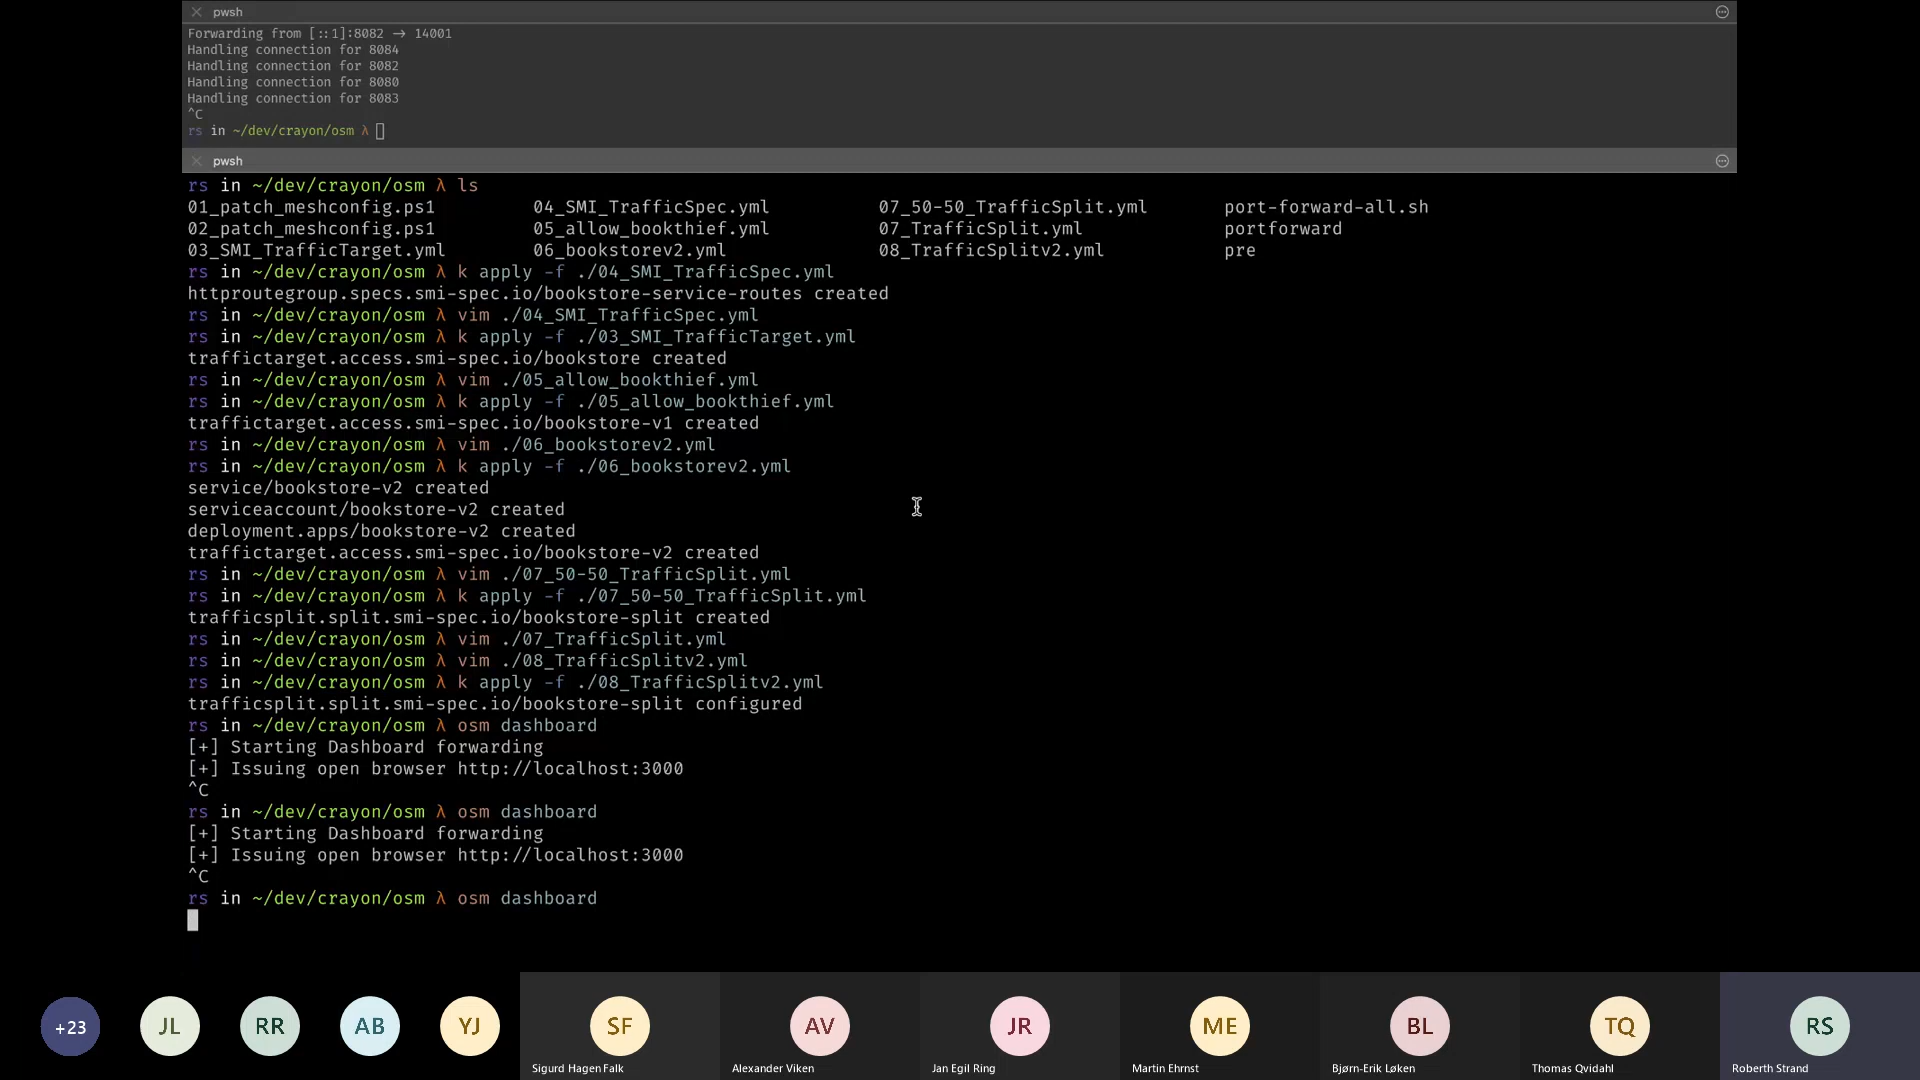 pwsh
Forwarding from [::1]:8082 → 14001
Handling connection for 8084
Handling connection for 8082
Handling connection for 8080
Handling connection for 8083
^C
rs in ~/dev/crayon/osm λ
pwsh
rs in ~/dev/crayon/osm λ ls
01_patch_meshconfig.ps1 04_SMI_TrafficSpec.yml 07_50-50_TrafficSplit.yml port-forward-all.sh
02_patch_meshconfig.ps1 05_allow_bookthief.yml 07_TrafficSplit.yml portforward
03_SMI_TrafficTarget.yml 06_bookstorev2.yml 08_TrafficSplitv2.yml pre
rs in ~/dev/crayon/osm λ k apply -f ./04_SMI_TrafficSpec.yml
httproutegroup.specs.smi-spec.io/bookstore-service-routes created
rs in ~/dev/crayon/osm λ vim ./04_SMI_TrafficSpec.yml
rs in ~/dev/crayon/osm λ k apply -f ./03_SMI_TrafficTarget.yml
traffictarget.access.smi-spec.io/bookstore created
rs in ~/dev/crayon/osm λ vim ./05_allow_bookthief.yml
rs in ~/dev/crayon/osm λ k apply -f ./05_allow_bookthief.yml
traffictarget.access.smi-spec.io/bookstore-v1 created
rs in ~/dev/crayon/osm λ vim ./06_bookstorev2.yml
rs in ~/dev/crayon/osm λ k apply -f ./06_bookstorev2.yml
service/bookstore-v2 created
serviceaccount/bookstore-v2 created
deployment.apps/bookstore-v2 created
traffictarget.access.smi-spec.io/bookstore-v2 created
rs in ~/dev/crayon/osm λ vim ./07_50-50_TrafficSplit.yml
rs in ~/dev/crayon/osm λ k apply -f ./07_50-50_TrafficSplit.yml
trafficsplit.split.smi-spec.io/bookstore-split created
rs in ~/dev/crayon/osm λ vim ./07_TrafficSplit.yml
rs in ~/dev/crayon/osm λ vim ./08_TrafficSplitv2.yml
rs in ~/dev/crayon/osm λ k apply -f ./08_TrafficSplitv2.yml
trafficsplit.split.smi-spec.io/bookstore-split configured
rs in ~/dev/crayon/osm λ osm dashboard
[+] Starting Dashboard forwarding
[+] Issuing open browser http://localhost:3000
^C
rs in ~/dev/crayon/osm λ osm dashboard
[+] Starting Dashboard forwarding
[+] Issuing open browser http://localhost:3000
^C
rs in ~/dev/crayon/osm λ osm dashboard
+23 JL RR AB YJ SF AV JR ME BL TQ RS
Sigurd Hagen Falk Alexander Viken Jan Egil Ring Martin Ehrnst Bjørn-Erik Løken Thomas Qvidahl Roberth Strand